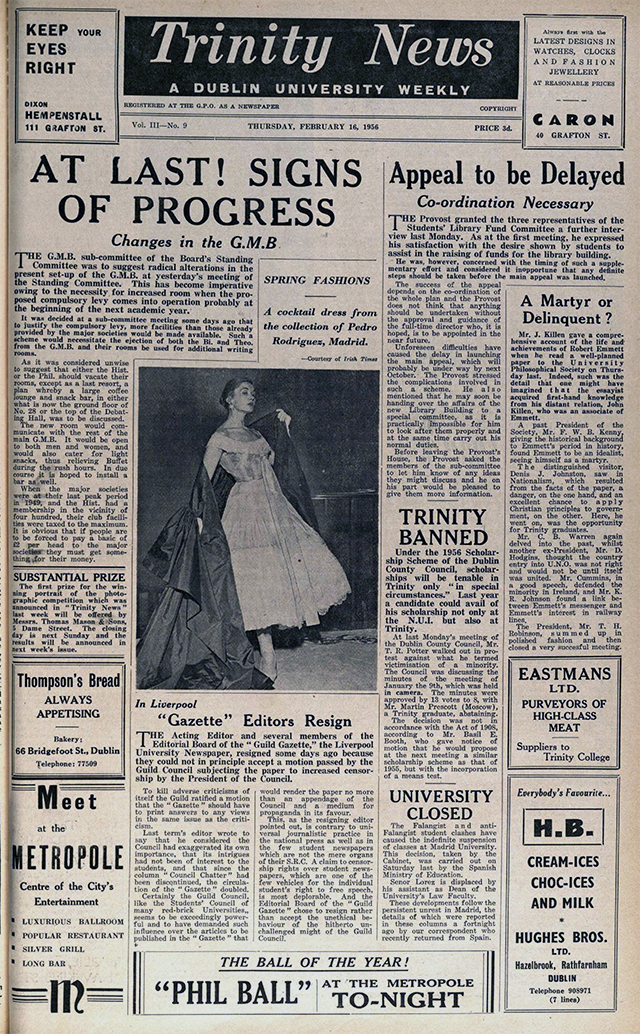 KEEP YOUR
EYES
RIGHT
DIXON
HEMPENSTALL
111 GRAFTON ST.
Trinity News
A DUBLIN UNIVERSITY WEEKLY
REGISTERED AT THE G.P.O. AS A NEWSPAPER
COPYRIGHT
Vol. III—No. 9
THURSDAY, FEBRUARY 16, 1956
PRICE 3d.
Always first with the
LATEST DESIGNS IN
WATCHES, CLOCKS
AND FASHION
JEWELLERY
AT REASONABLE PRICES
CARON
40 GRAFTON ST.
AT LAST! SIGNS
OF PROGRESS
Changes in the G.M.B
THE G.M.B. sub-committee of the Board's Standing
Committee was to suggest radical alterations in the
present set-up of the G.M.B. at yesterday's meeting of
the Standing Committee. This has become imperative
owing to the necessity for increased room when the pro-
posed compulsory levy comes into operation probably at
the beginning of the next academic year.
It was decided at a sub-committee meeting some days ago that
to justify the compulsory levy, more facilities than those already
provided by the major societies would be made available. Such a
scheme would necessitate the ejection of both the Bi. and Theo.
from the G.M.B. and their rooms be used for additional writing
rooms.
As it was considered unwise
to suggest that either the Hist
or the Phil. should vacate their
rooms, except as a last resort, a
plan whereby a large coffee
lounge and snack bar, in either
what is now the ground floor of
No. 28 or the top of the Debat-
ing Hall, was to be discussed.
The new room would com-
municate with the rest of the
main G.M.B. It would be open
to both men and women, and
would also cater for light
snacks, thus relieving Buffet
during the rush hours. In due
course it is hoped to install a
bar as well.
When the major societies
were at their last peak period
in 1949, and the Hist. had a
membership in the vicinity of
four hundred, their club facili-
ties were taxed to the maximum.
It is obvious that if people are
to be forced to pay a basic of
£2 per head to the major
societies they must get some-
thing for their money.
SPRING FASHIONS
A cocktail dress from
the collection of Pedro
Rodriguez, Madrid.
—Courtesy of Irish Times
SUBSTANTIAL PRIZE
The first prize for the win-
ning portrait of the photo-
graphic competition which was
announced in "Trinity News"
last week will be offered by
Messrs. Thomas Mason & Sons,
5 Dame Street. The closing
day is next Sunday and the
results will be announced in
next week's issue.
Thompson's Bread
ALWAYS
APPETISING
Bakery:
66 Bridgefoot St., Dublin
Telephone: 77509
Meet
at the
METROPOLE
Centre of the City's
Entertainment
LUXURIOUS BALLROOM
POPULAR RESTAURANT
SILVER GRILL
LONG BAR
M
In Liverpool
"Gazette" Editors Resign
THE Acting Editor and several members of the
Editorial Board of the "Guild Gazette," the Liverpool
University Newspaper, resigned some days ago because
they could not in principle accept a motion passed by the
Guild Council subjecting the paper to increased censor-
ship by the President of the Council.
To kill adverse criticisms of
itself the Guild ratified a motion
that the "Gazette" should have
to print answers to any views
in the same issue as the criti-
cism.
Last term's editor wrote to
say that he considered the
Council had exaggerated its own
importance, that its intrigues
had not been of interest to the
students, and that since the
column "Council Chatter" had
been discontinued, the circula-
tion of the "Gazette" doubled.
Certainly the Guild Council,
like the Students' Council of
many red-brick Universities,
seems to be exceedingly power-
ful and to have demanded such
influence over the articles to be
published in the "Gazette" that
would render the paper no more
than an appendage of the
Council and a medium for
propaganda in its favour.
This, as the resigning editor
pointed out, is contrary to uni-
versal journalistic practice in
the national press as well as in
the few student newspapers
which are not the mere organs
of their S.R.C. A claim to censor-
ship rights over student news-
papers, which are one of the
few vehicles for the individual
student's right to free speech,
is most deplorable. And the
Editorial Board of the "Guild
Gazette" chose to resign rather
than accept the unethical be-
haviour of the hitherto un-
challenged might of the Guild
Council.
Appeal to be Delayed
Co-ordination Necessary
THE Provost granted the three representatives of the
Students' Library Fund Committee a further inter-
view last Monday. As at the first meeting, he expressed
his satisfaction with the desire shown by students to
assist in the raising of funds for the library building.
He was, however, concerned with the timing of such a supple-
mentary effort and considered it inopportune that any definite
steps should be taken before the main appeal was launched.
The success of the appeal
depends on the co-ordination of
the whole plan and the Provost
does not think that anything
should be undertaken without
the approval and guidance of
the full-time director who, it is
hoped, is to be appointed in the
near future.
Unforeseen difficulties have
caused the delay in launching
the main appeal, which will
probably be under way by next
October. The Provost stressed
the complications involved in
such a scheme. He also
mentioned that he may soon be
handing over the affairs of the
new Library Building to a
special committee, as it is
practically impossible for him
to look after them properly and
at the same time carry out his
normal duties.
Before leaving the Provost's
House, the Provost asked the
members of the sub-committee
to let him know of any ideas
they might discuss and he on
his part would be pleased to
give them more information.
TRINITY
BANNED
Under the 1956 Scholar-
ship Scheme of the Dublin
County Council, scholar-
ships will be tenable in
Trinity only "in special
circumstances." Last year
a candidate could avail of
his scholarship not only at
the N.U.I. but also at
Trinity.
At last Monday's meeting of
the Dublin County Council, Mr.
T. R. Potter walked out in pro-
test against what he termed
victimisation of a minority. The
Council was discussing the
minutes of the meeting of
January the 9th, which was held
in camera. The minutes were
approved by 13 votes to 8, with
Mr. Martin Prescott (Moscow),
a Trinity graduate, abstaining.
The decision was not in
accordance with the Act of 1908,
according to Mr. Basil E.
Booth, who gave notice of
motion that he would propose
at the next meeting a similar
scholarship scheme as that of
1955, but with the incorporation
of a means test.
UNIVERSITY
CLOSED
The Falangist and anti-
Falangist student clashes have
caused the indefinite suspension
of classes at Madrid University.
This decision, taken by the
Cabinet, was carried out on
Saturday last by the Spanish
Ministry of Education.
Senor Lorex is displaced by
his assistant as Dean of the
University's Law Faculty.
These developments follow the
persistent unrest in Madrid, the
details of which were reported
in these columns a fortnight
ago by our correspondent who
recently returned from Spain.
A Martyr or
Delinquent ?
Mr. J. Killen gave a compre-
hensive account of the life and
achievements of Robert Emmett
when he read a well-planned
paper to the University
Philosophical Society on Thurs-
day last. Indeed, such was the
detail that one might have
imagined that the essayist
acquired first-hand knowledge
from his distant relation, John
Killen, who was an associate of
Emmett.
A past President of the
Society, Mr. F. W. B. Kenny,
giving the historical background
to Emmett's period in history,
found Emmett to be an idealist,
seeing himself as a martyr.
The distinguished visitor,
Denis J. Johnston, saw in
Nationalism, which resulted
from the facts of the paper, a
danger, on the one hand, and an
excellent chance to apply
Christian principles to govern-
ment, on the other. Here, he
went on, was the opportunity
for Trinity graduates.
Mr. C. B. Warren again
delved into the past, whilst
another ex-President, Mr. D.
Hodgins, thought the country
entry into U.N.O. was not right
and would not be until itself
was united. Mr. Cummins, in
a good speech, defended the
minority in Ireland, and Mr. K.
R. Johnson found a link be-
tween Emmett's messenger and
Emmett's interest in railway
lines.
The President, Mr. T. H.
Robinson, summed up in
polished fashion and then
closed a very successful meeting.
EASTMANS
LTD.
PURVEYORS OF
HIGH-CLASS
MEAT
Suppliers to
Trinity College
Everybody's Favourite...
H.B.
CREAM-ICES
CHOC-ICES
AND MILK
HUGHES BROS.
LTD.
Hazelbrook, Rathfarnham
DUBLIN
Telephone 908971
(7 lines)
THE BALL OF THE YEAR!
"PHIL BALL"
AT THE METROPOLE
TO-NIGHT